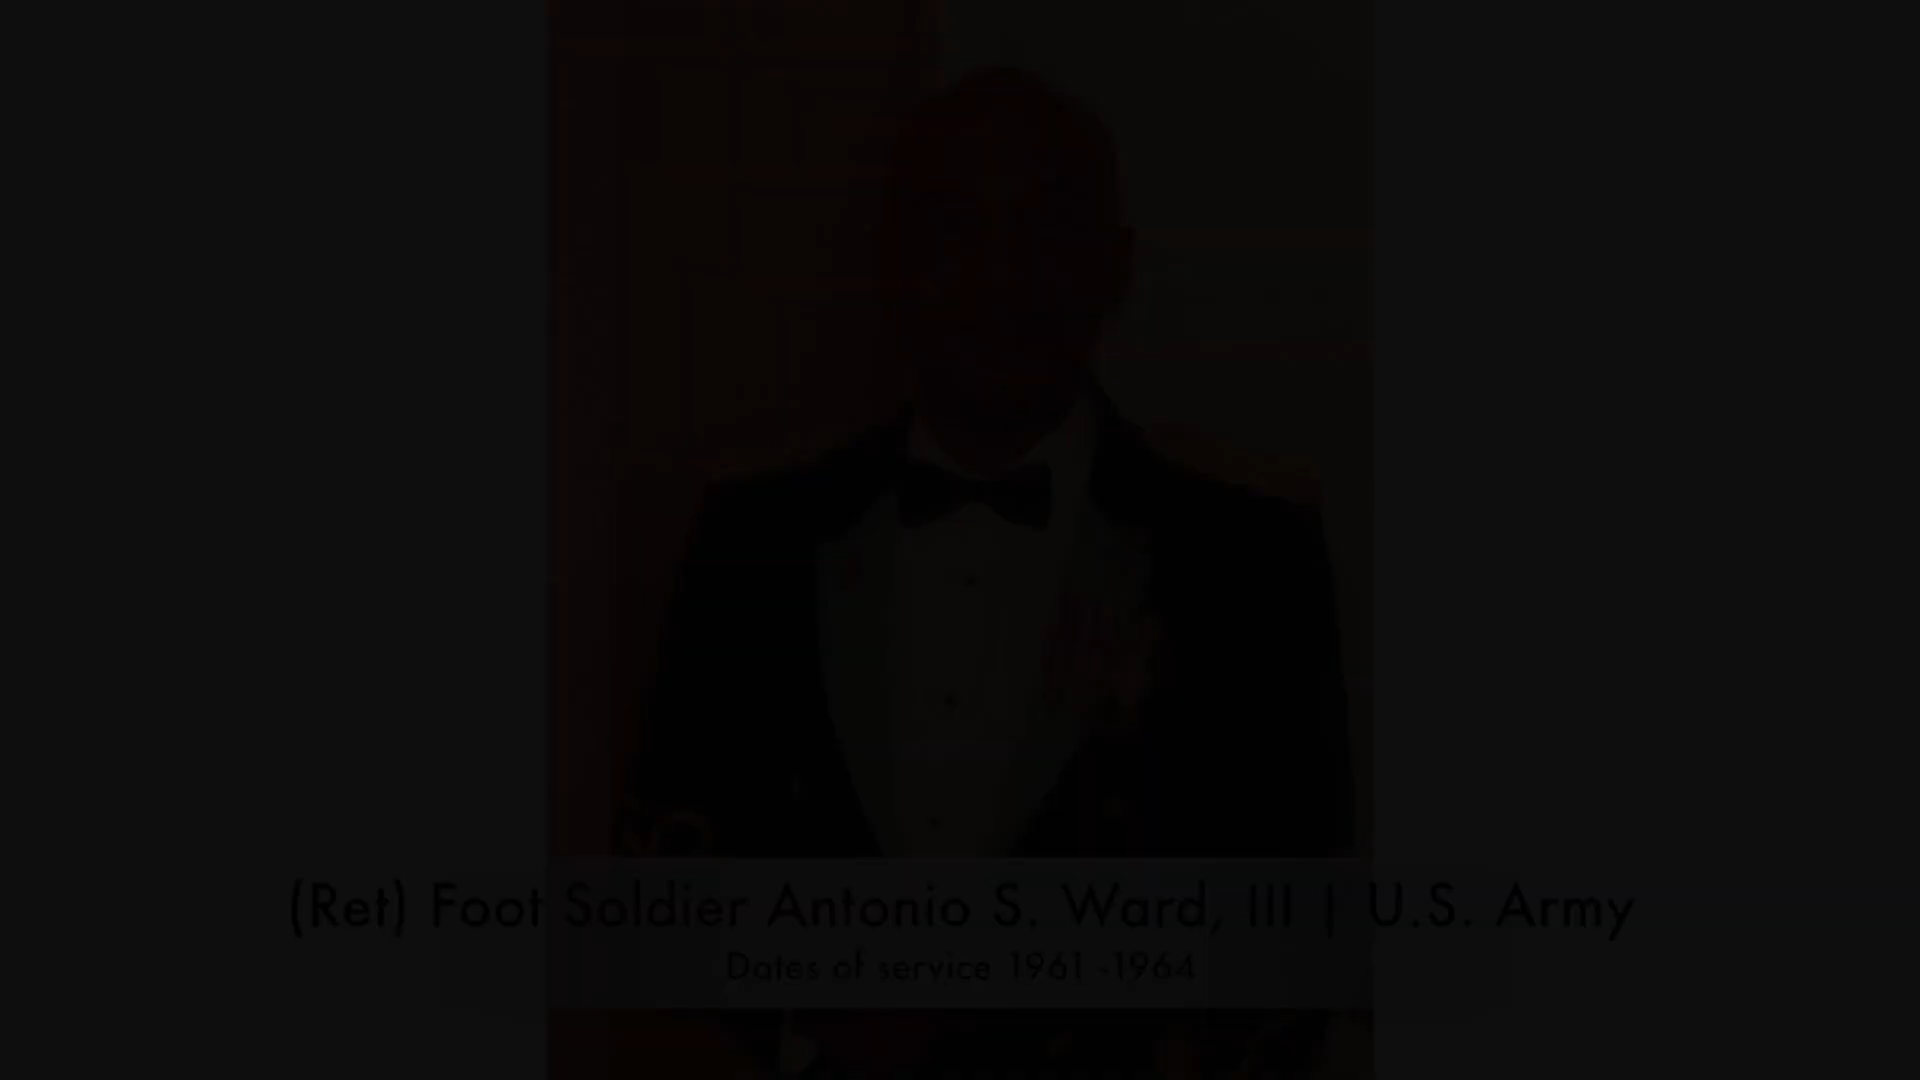 (Ret) Foot Soldier Antonio S. Ward, III | U.S. Army
Dates of service 1961 -1964